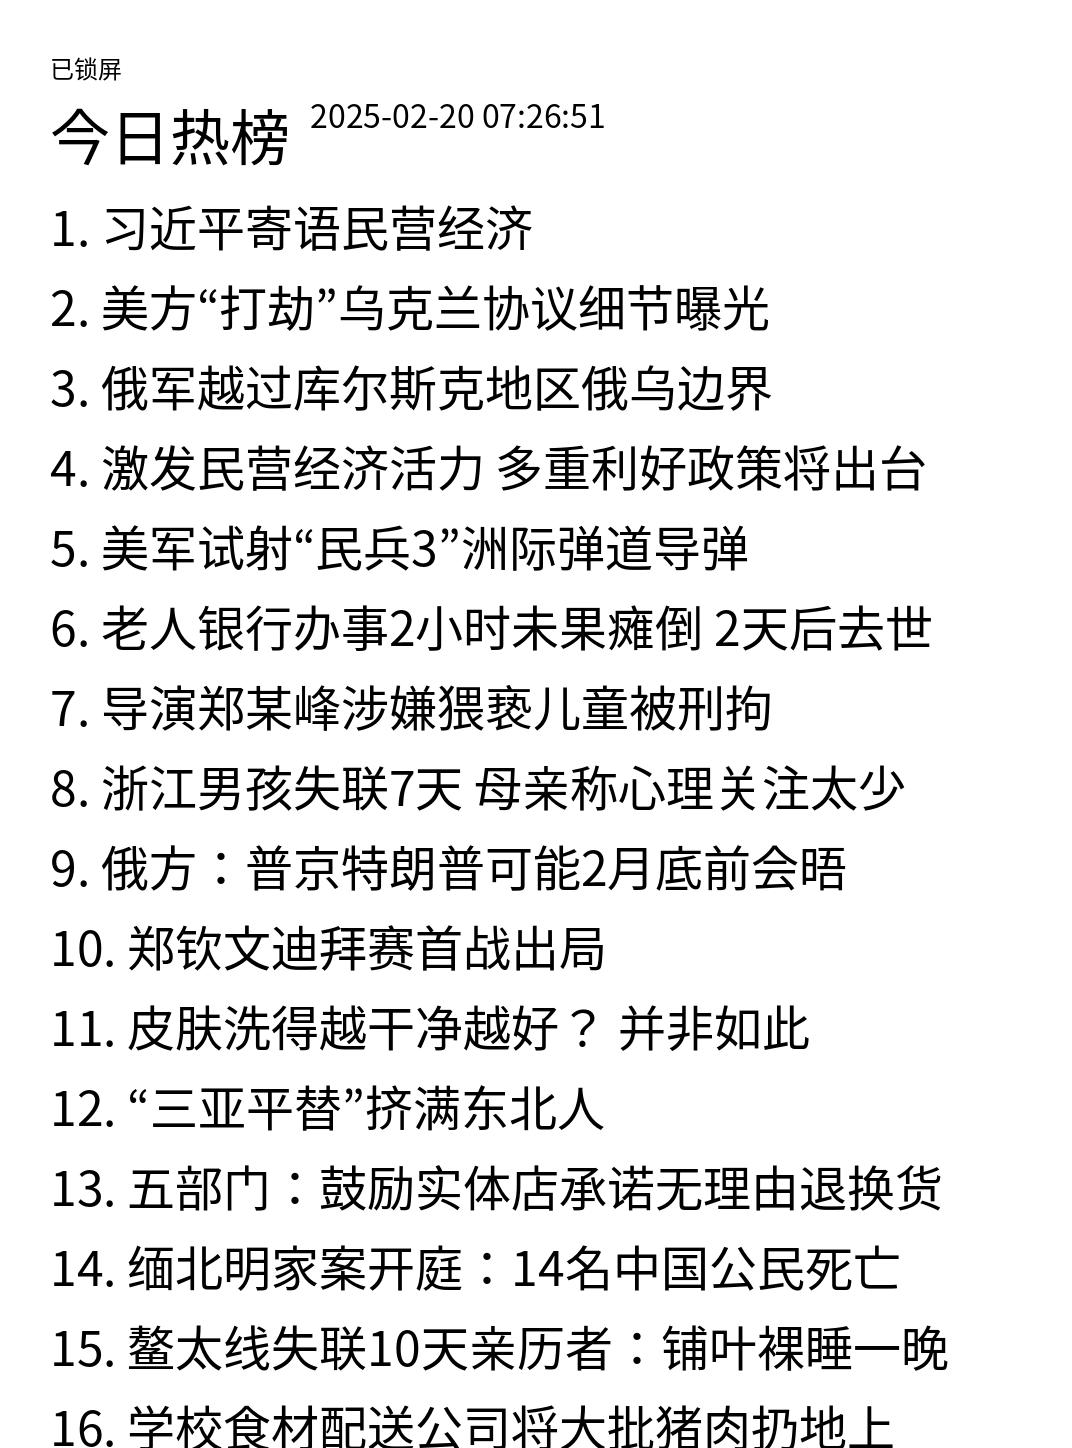 已锁屏
今日热榜 2025-02-20 07:26:51
1. 习近平寄语民营经济
2. 美方“打劫”乌克兰协议细节曝光
3. 俄军越过库尔斯克地区俄乌边界
4. 激发民营经济活力 多重利好政策将出台
5. 美军试射“民兵3”洲际弹道导弹
6. 老人银行办事2小时未果瘫倒 2天后去世
7. 导演郑某峰涉嫌猥亵儿童被刑拘
8. 浙江男孩失联7天 母亲称心理关注太少
9. 俄方：普京特朗普可能2月底前会晤
10. 郑钦文迪拜赛首战出局
11. 皮肤洗得越干净越好？ 并非如此
12. “三亚平替”挤满东北人
13. 五部门：鼓励实体店承诺无理由退换货
14. 缅北明家案开庭：14名中国公民死亡
15. 鳌太线失联10天亲历者：铺叶裸睡一晚
16. 学校食材配送公司将大批猪肉扔地上